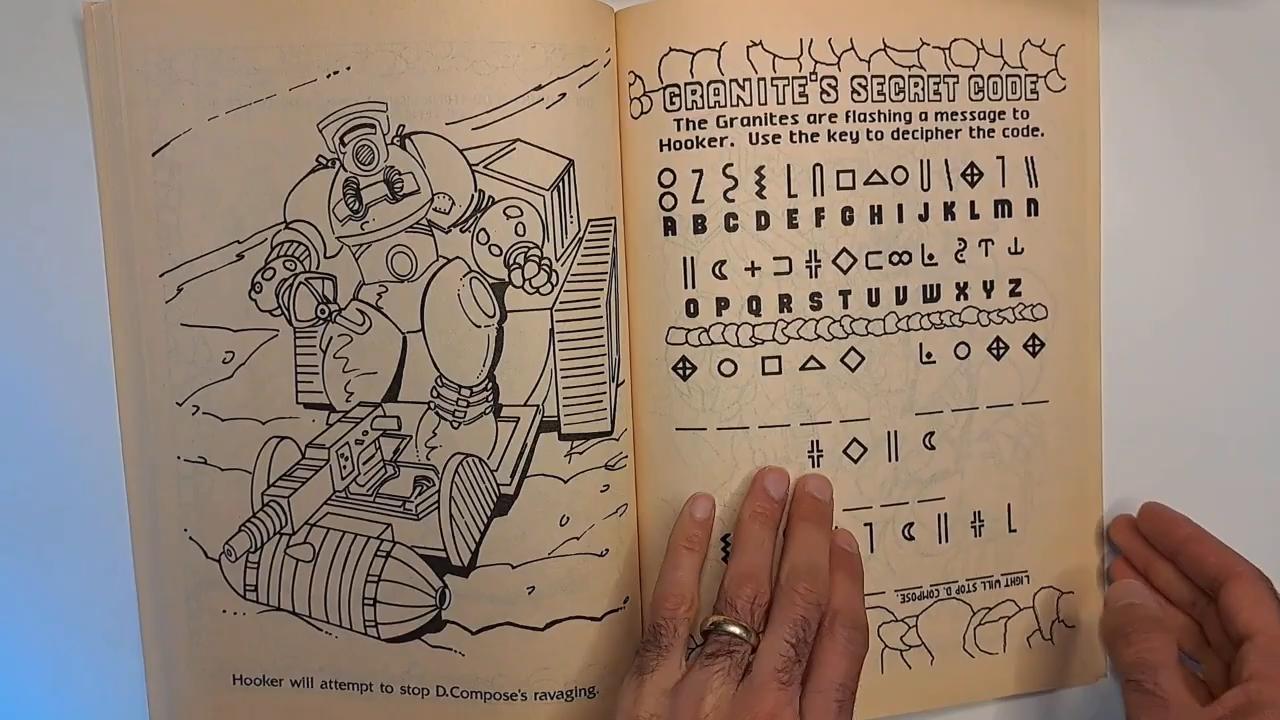 Hooker will attempt to stop D.Compose's ravaging.
GRANITE'S SECRET CODE
The Granites are flashing a message to
Hooker. Use the key to decipher the code.
A B C D E F G H I J K L M N
O P Q R S T U V W X Y Z
LIGHT WILL STOP D. COMPOSE.